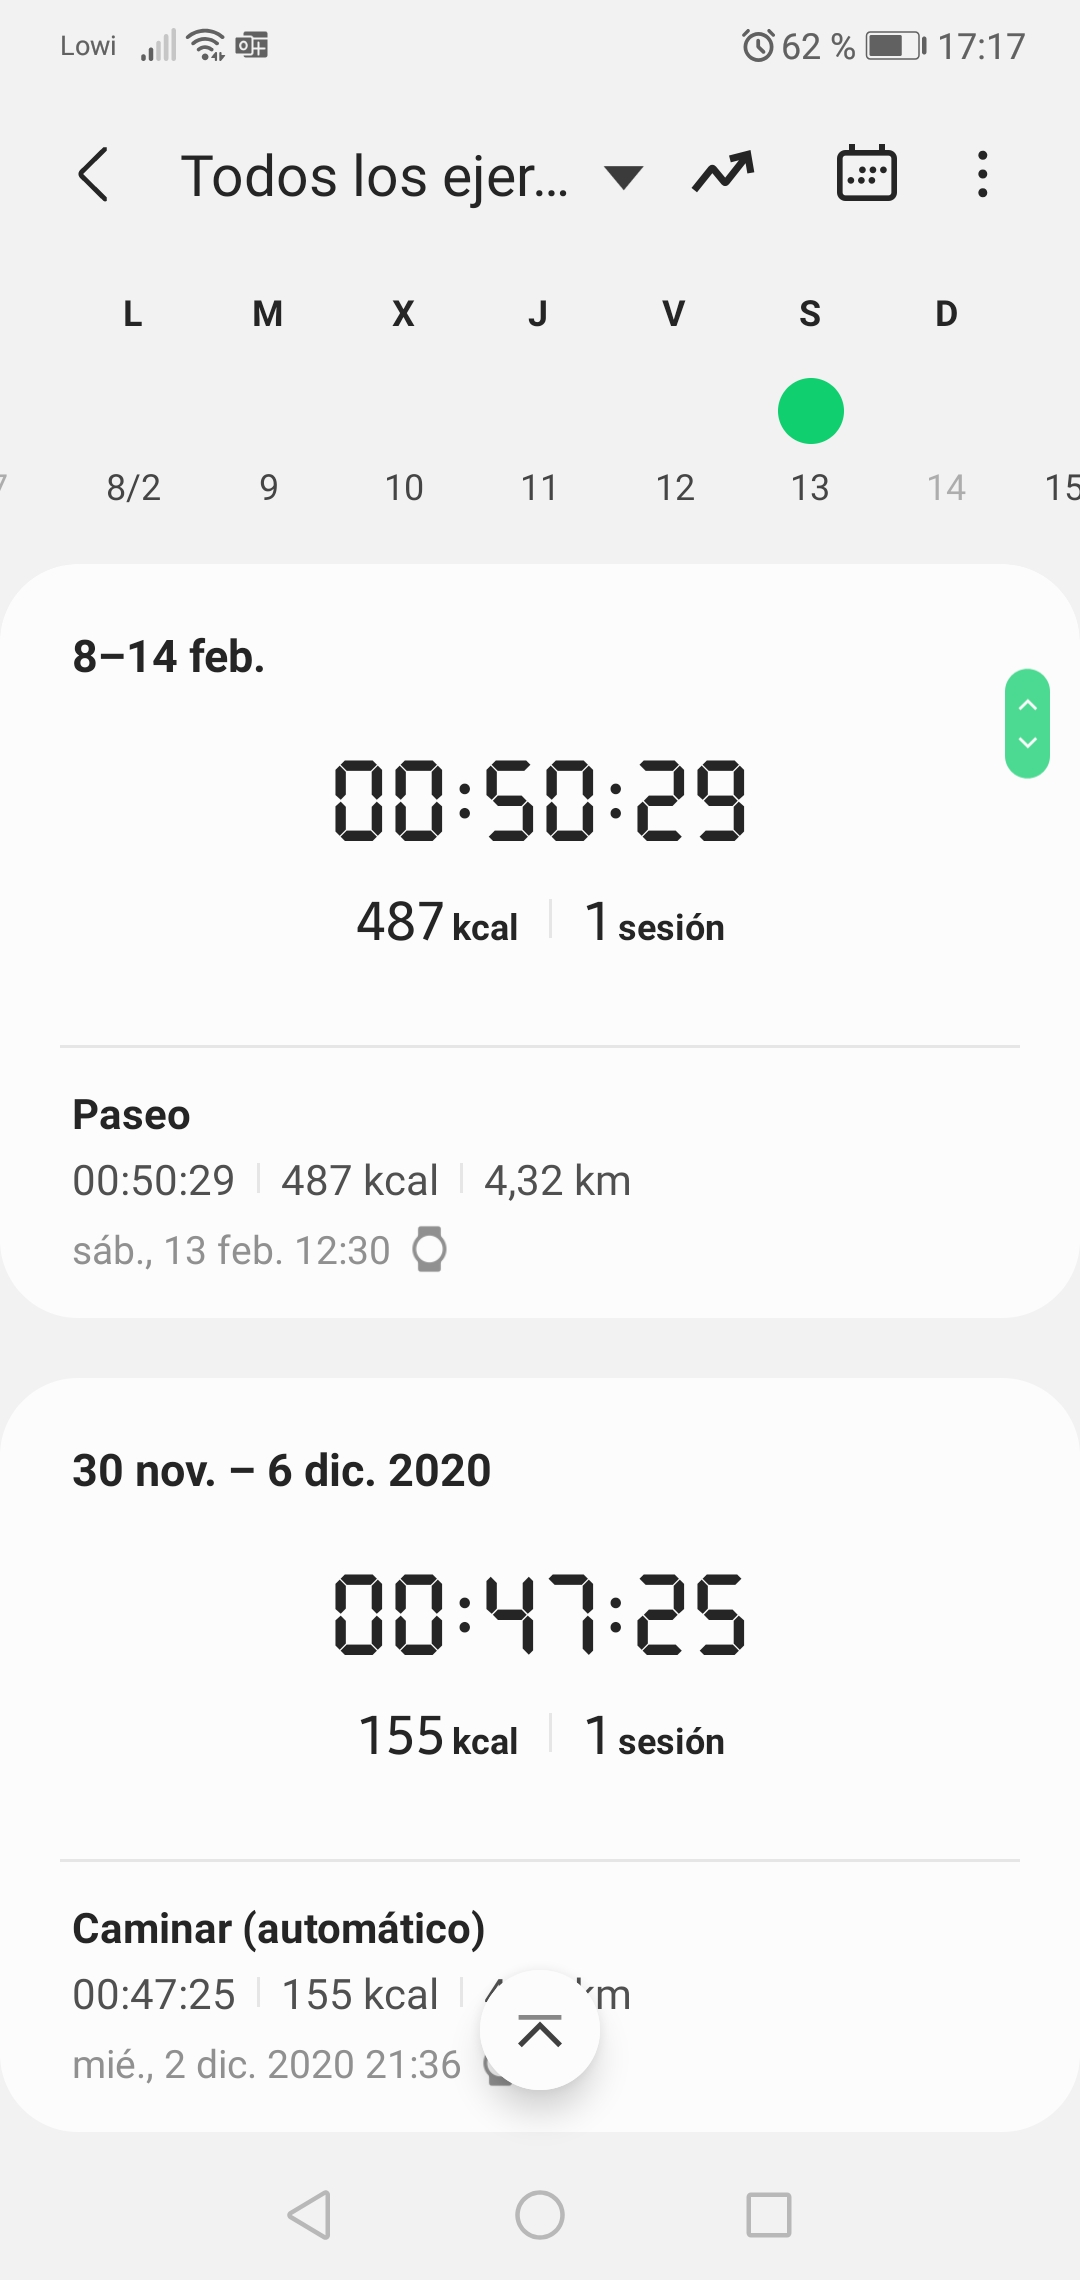 Lowi 62 % 17:17
Todos los ejer...
L M X J V S D
8/2 9 10 11 12 13 14 15
8–14 feb.
00:50:29
487 kcal 1 sesión
Paseo
00:50:29 487 kcal 4,32 km
sáb., 13 feb. 12:30
30 nov. – 6 dic. 2020
00:47:25
155 kcal 1 sesión
Caminar (automático)
00:47:25 155 kcal km
mié., 2 dic. 2020 21:36